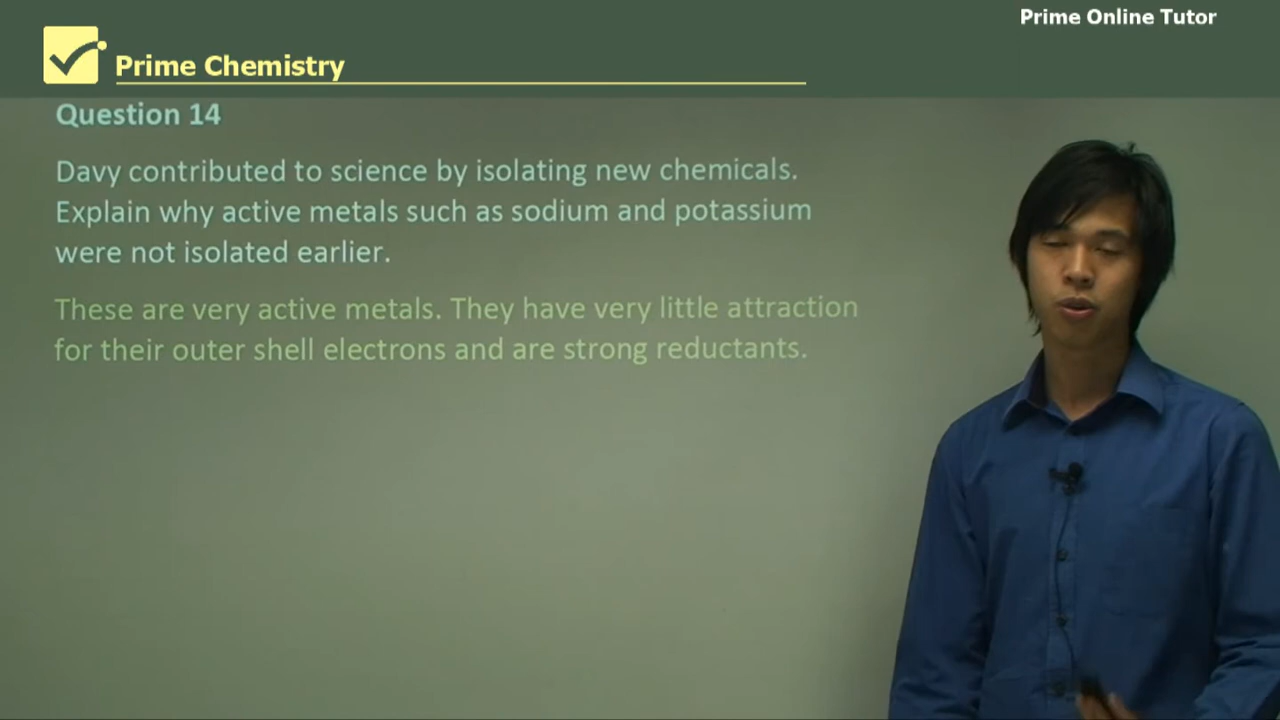 Prime Online Tutor
Prime Chemistry
Question 14
Davy contributed to science by isolating new chemicals.
Explain why active metals such as sodium and potassium
were not isolated earlier.
These are very active metals. They have very little attraction
for their outer shell electrons and are strong reductants.